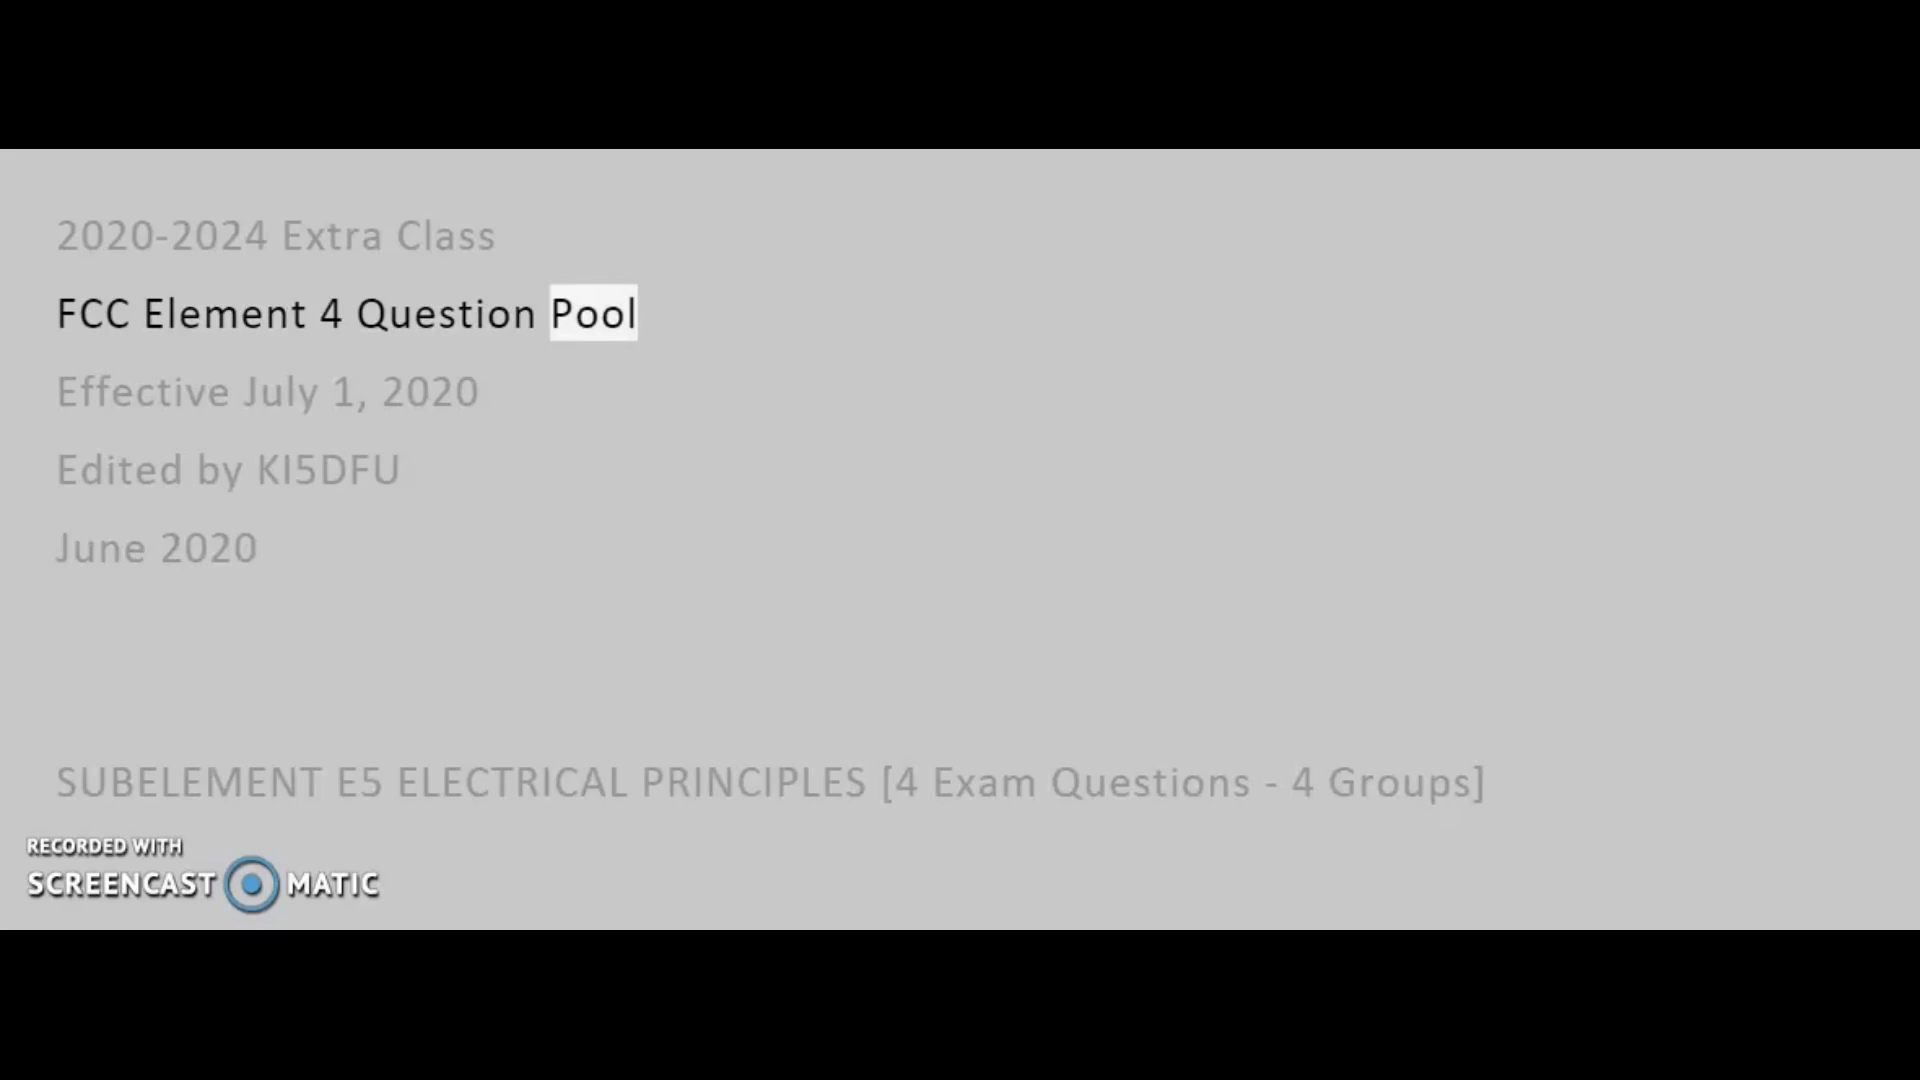 2020-2024 Extra Class
FCC Element 4 Question Pool
Effective July 1, 2020
Edited by KI5DFU
June 2020
SUBELEMENT E5 ELECTRICAL PRINCIPLES [4 Exam Questions - 4 Groups]
RECORDED WITH
SCREENCAST MATIC